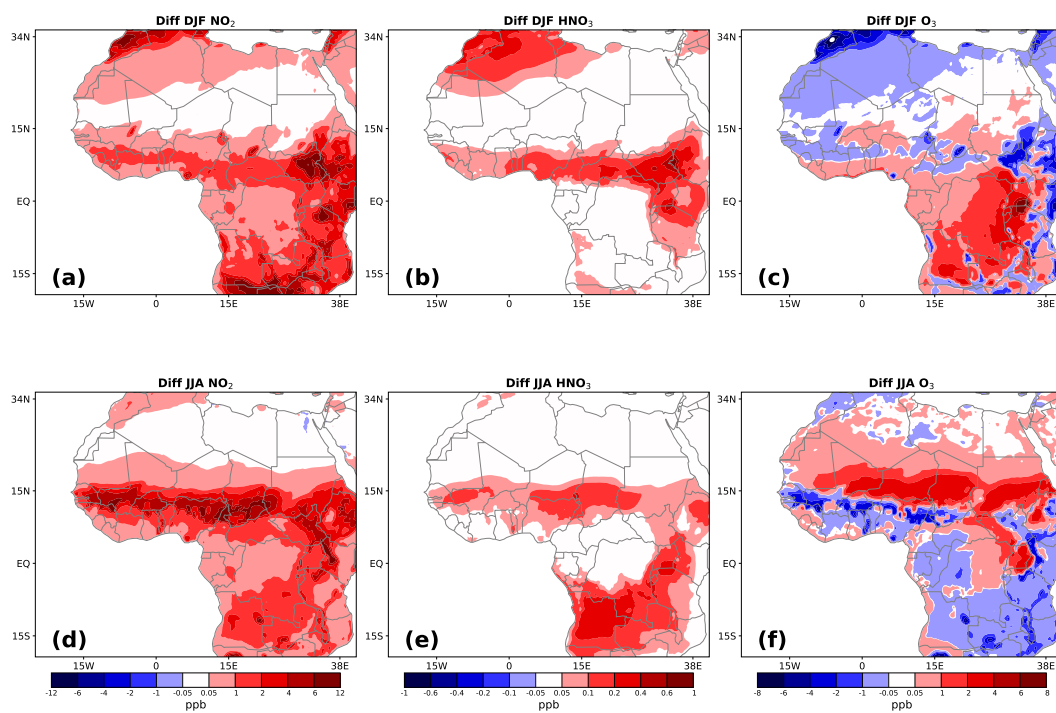 Diff DJF NO₂
Diff DJF HNO₃
Diff DJF O₃
34N
15N
EQ
15S
(a)
15W 0 15E 38E
34N
15N
EQ
15S
(b)
15W 0 15E 38E
34N
15N
EQ
15S
(c)
15W 0 15E 38E
Diff JJA NO₂
Diff JJA HNO₃
Diff JJA O₃
34N
15N
EQ
15S
(d)
15W 0 15E 38E
34N
15N
EQ
15S
(e)
15W 0 15E 38E
34N
15N
EQ
15S
(f)
15W 0 15E 38E
-12 -6 -4 -2 -1 -0.05 0.05 1 2 4 6 12
ppb
-1 -0.6 -0.4 -0.2 -0.1 -0.05 0.05 0.1 0.2 0.4 0.6 1
ppb
-8 -6 -4 -2 -1 -0.05 0.05 1 2 4 6 8
ppb